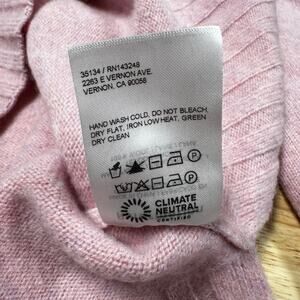 35134 / RN143248
2263 E VERNON AVE.
VERNON, CA 90058
HAND WASH COLD, DO NOT BLEACH,
DRY FLAT, IRON LOW HEAT, GREEN
DRY CLEAN
CLIMATE
NEUTRAL
CERTIFIED